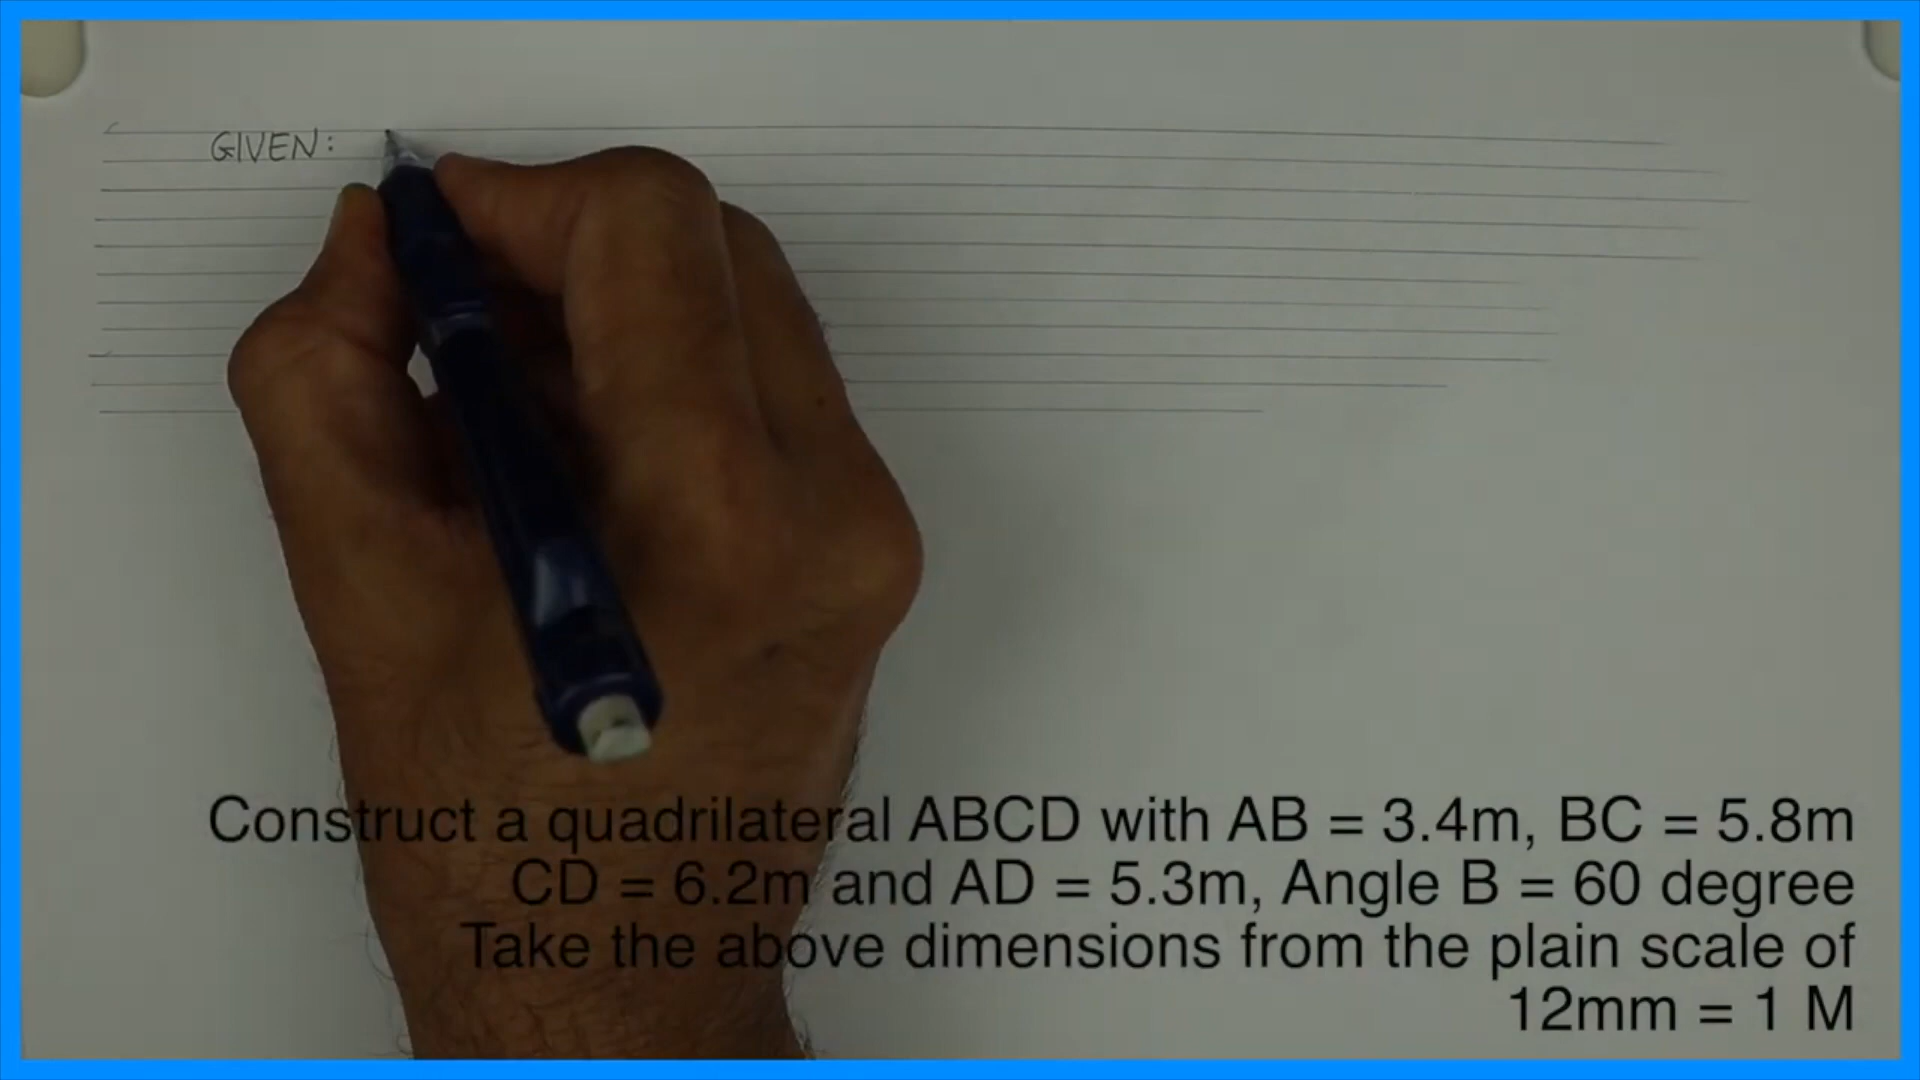 GIVEN:
Construct a quadrilateral ABCD with AB = 3.4m, BC = 5.8m
CD = 6.2m and AD = 5.3m, Angle B = 60 degree
Take the above dimensions from the plain scale of
12mm = 1 M